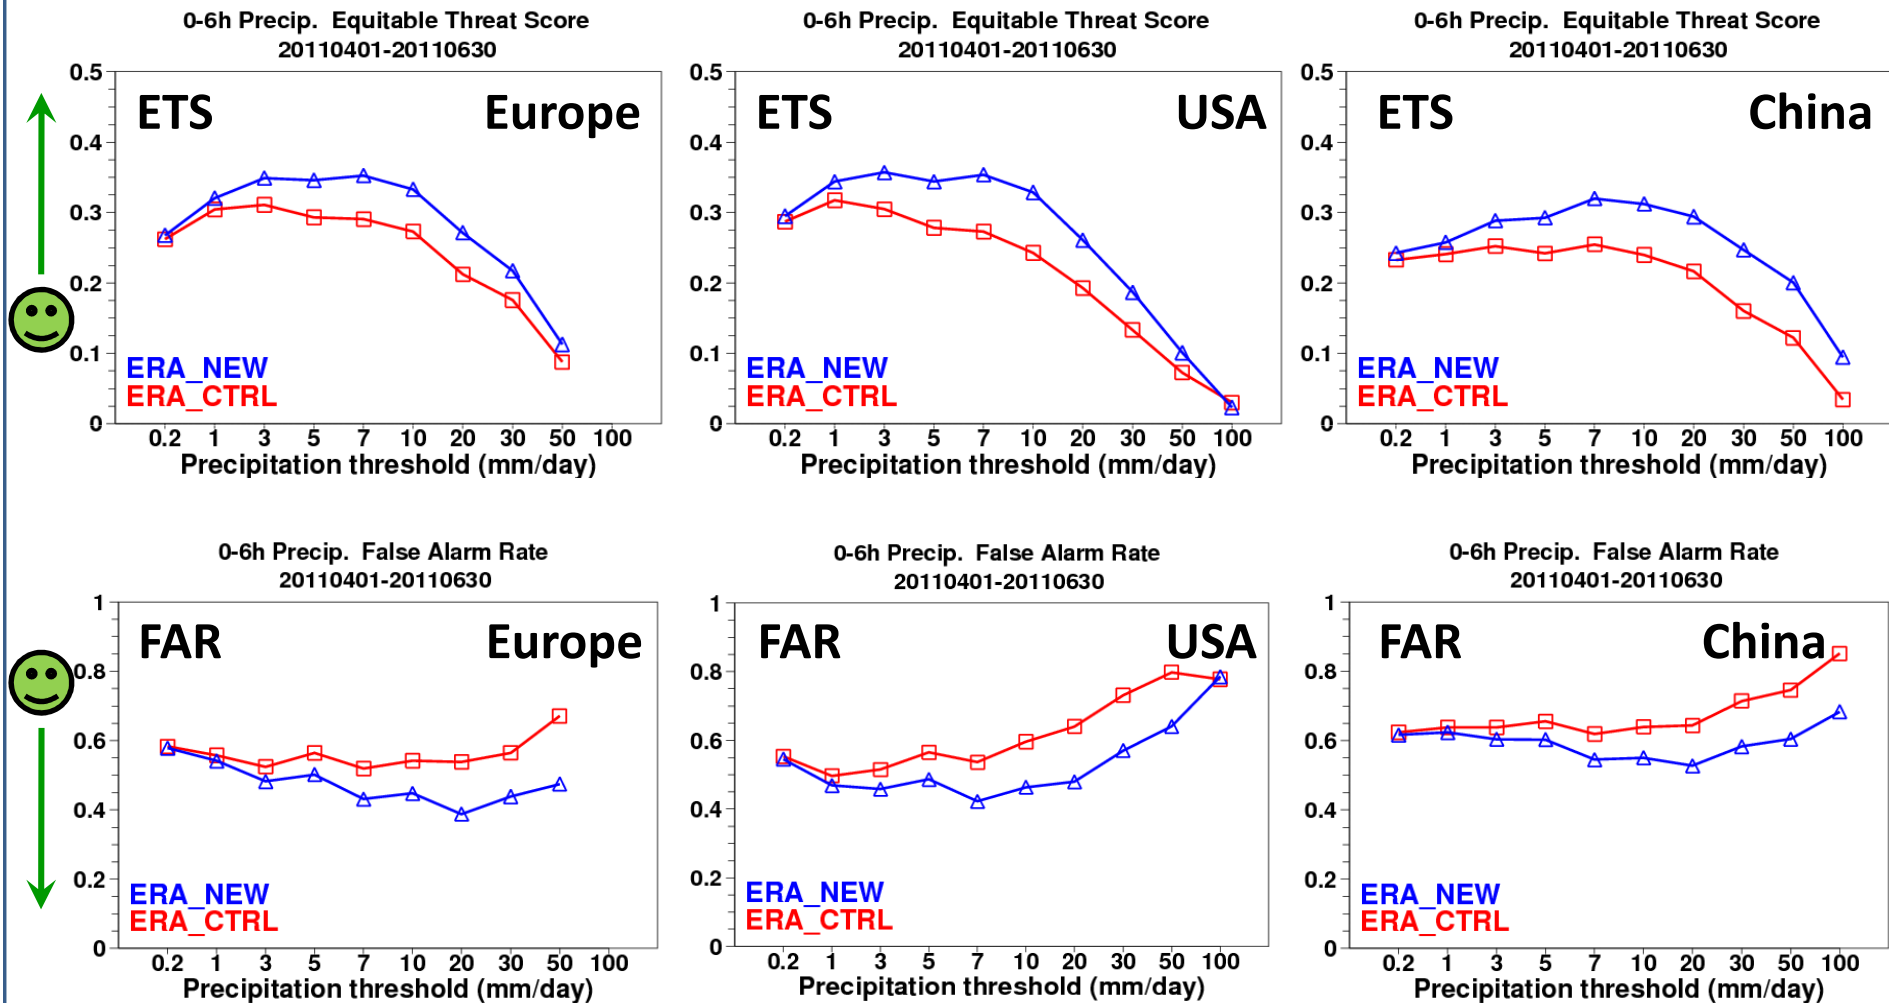 0-6h Precip.  Equitable Threat Score
20110401-20110630
ETS
Europe
0.5
0.4
0.3
0.2
0.1
0
ERA_NEW
ERA_CTRL
0.2 1 3 5 7 10 20 30 50 100
Precipitation threshold (mm/day)
0-6h Precip.  Equitable Threat Score
20110401-20110630
ETS
USA
0.5
0.4
0.3
0.2
0.1
0
ERA_NEW
ERA_CTRL
0.2 1 3 5 7 10 20 30 50 100
Precipitation threshold (mm/day)
0-6h Precip.  Equitable Threat Score
20110401-20110630
ETS
China
0.5
0.4
0.3
0.2
0.1
0
ERA_NEW
ERA_CTRL
0.2 1 3 5 7 10 20 30 50 100
Precipitation threshold (mm/day)
0-6h Precip.  False Alarm Rate
20110401-20110630
FAR
Europe
1
0.8
0.6
0.4
0.2
0
ERA_NEW
ERA_CTRL
0.2 1 3 5 7 10 20 30 50 100
Precipitation threshold (mm/day)
0-6h Precip.  False Alarm Rate
20110401-20110630
FAR
USA
1
0.8
0.6
0.4
0.2
0
ERA_NEW
ERA_CTRL
0.2 1 3 5 7 10 20 30 50 100
Precipitation threshold (mm/day)
0-6h Precip.  False Alarm Rate
20110401-20110630
FAR
China
1
0.8
0.6
0.4
0.2
0
ERA_NEW
ERA_CTRL
0.2 1 3 5 7 10 20 30 50 100
Precipitation threshold (mm/day)